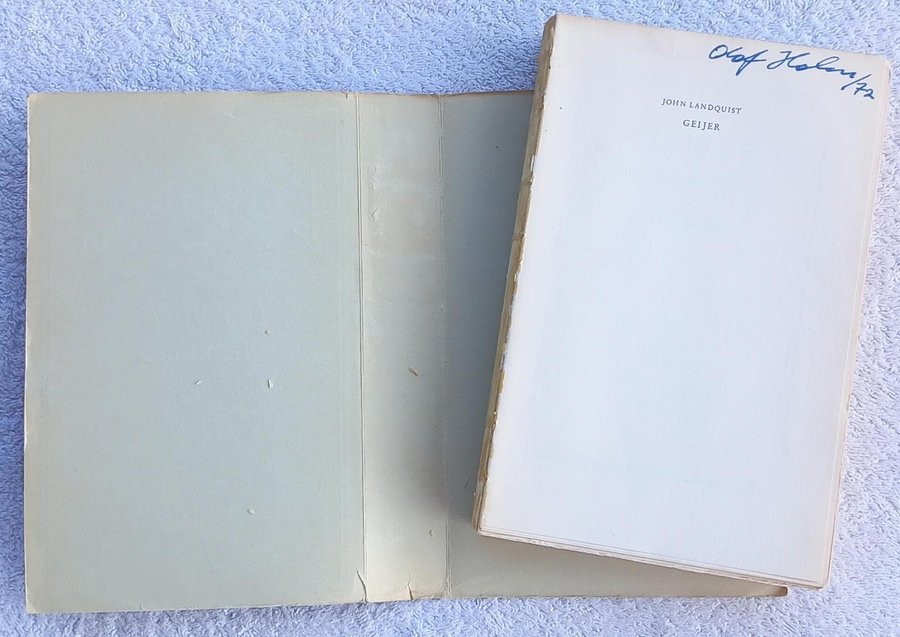 Olof Holm/72
JOHN LANDQUIST
GEIJER